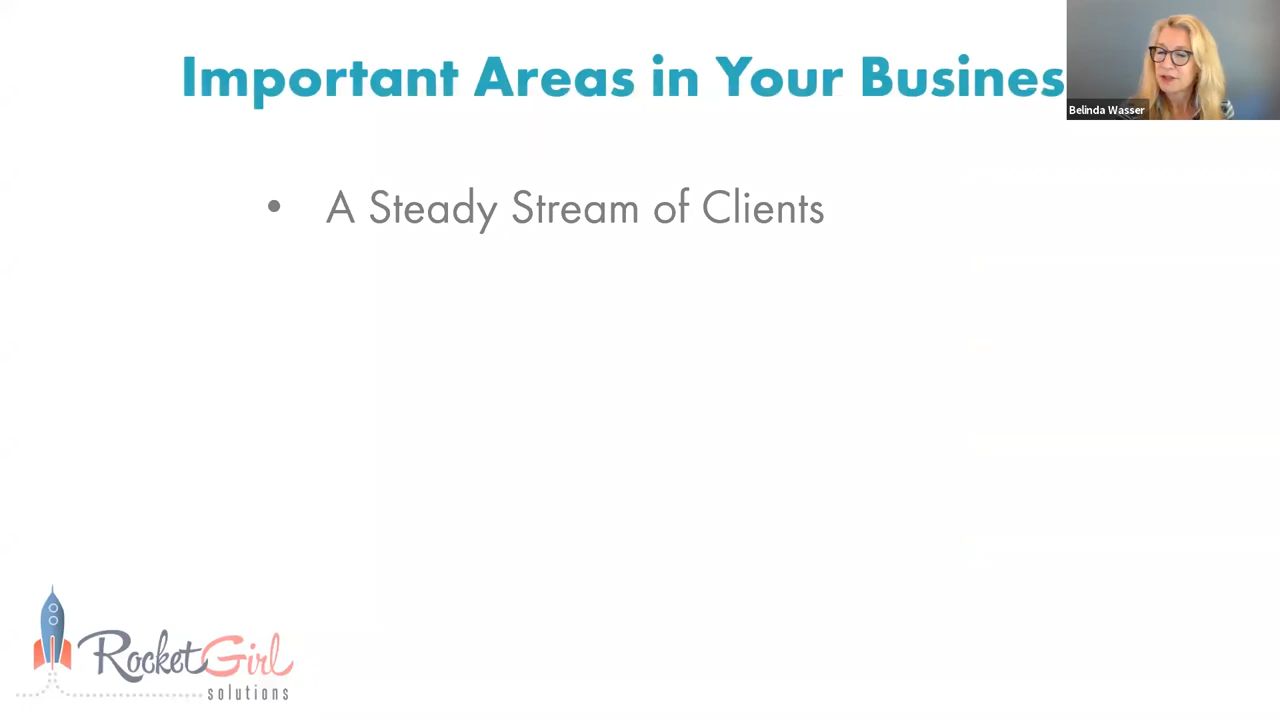 Important Areas in Your Busines
Belinda Wasser
• A Steady Stream of Clients
RocketGirl
solutions